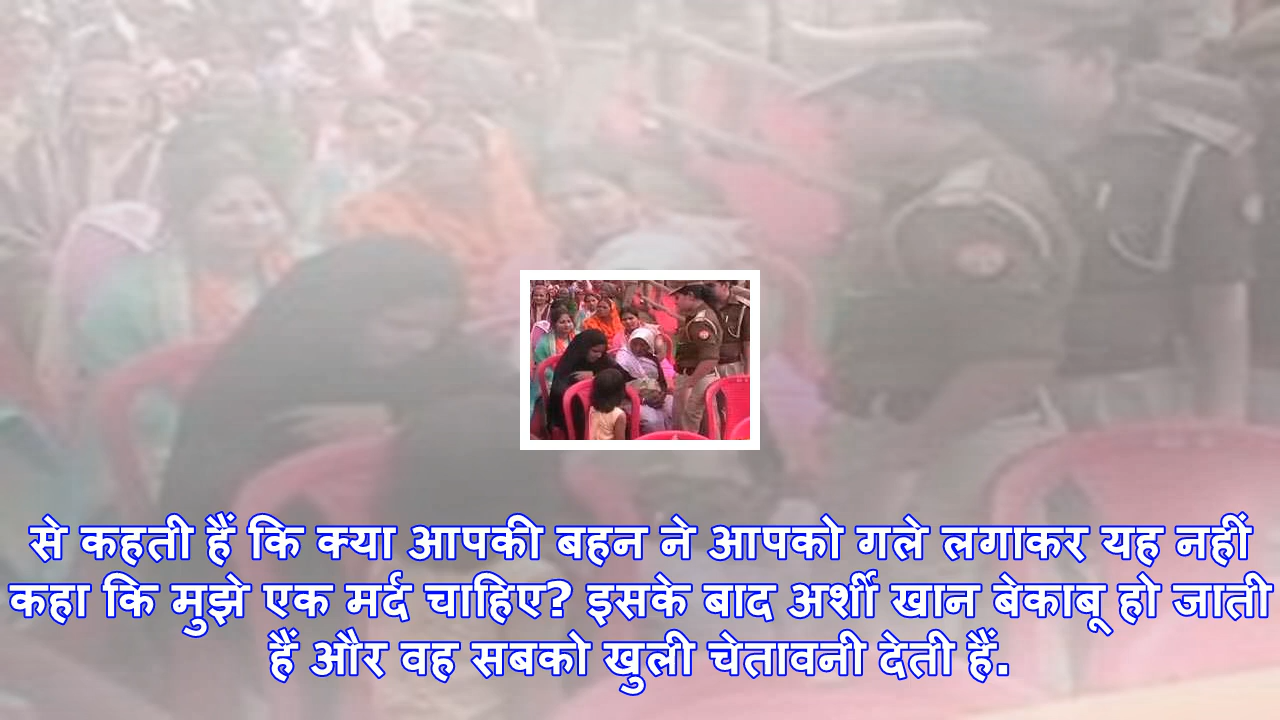 से कहती हैं कि क्या आपकी बहन ने आपको गले लगाकर यह नहीं
कहा कि मुझे एक मर्द चाहिए? इसके बाद अर्शी खान बेकाबू हो जाती
हैं और वह सबको खुली चेतावनी देती हैं.